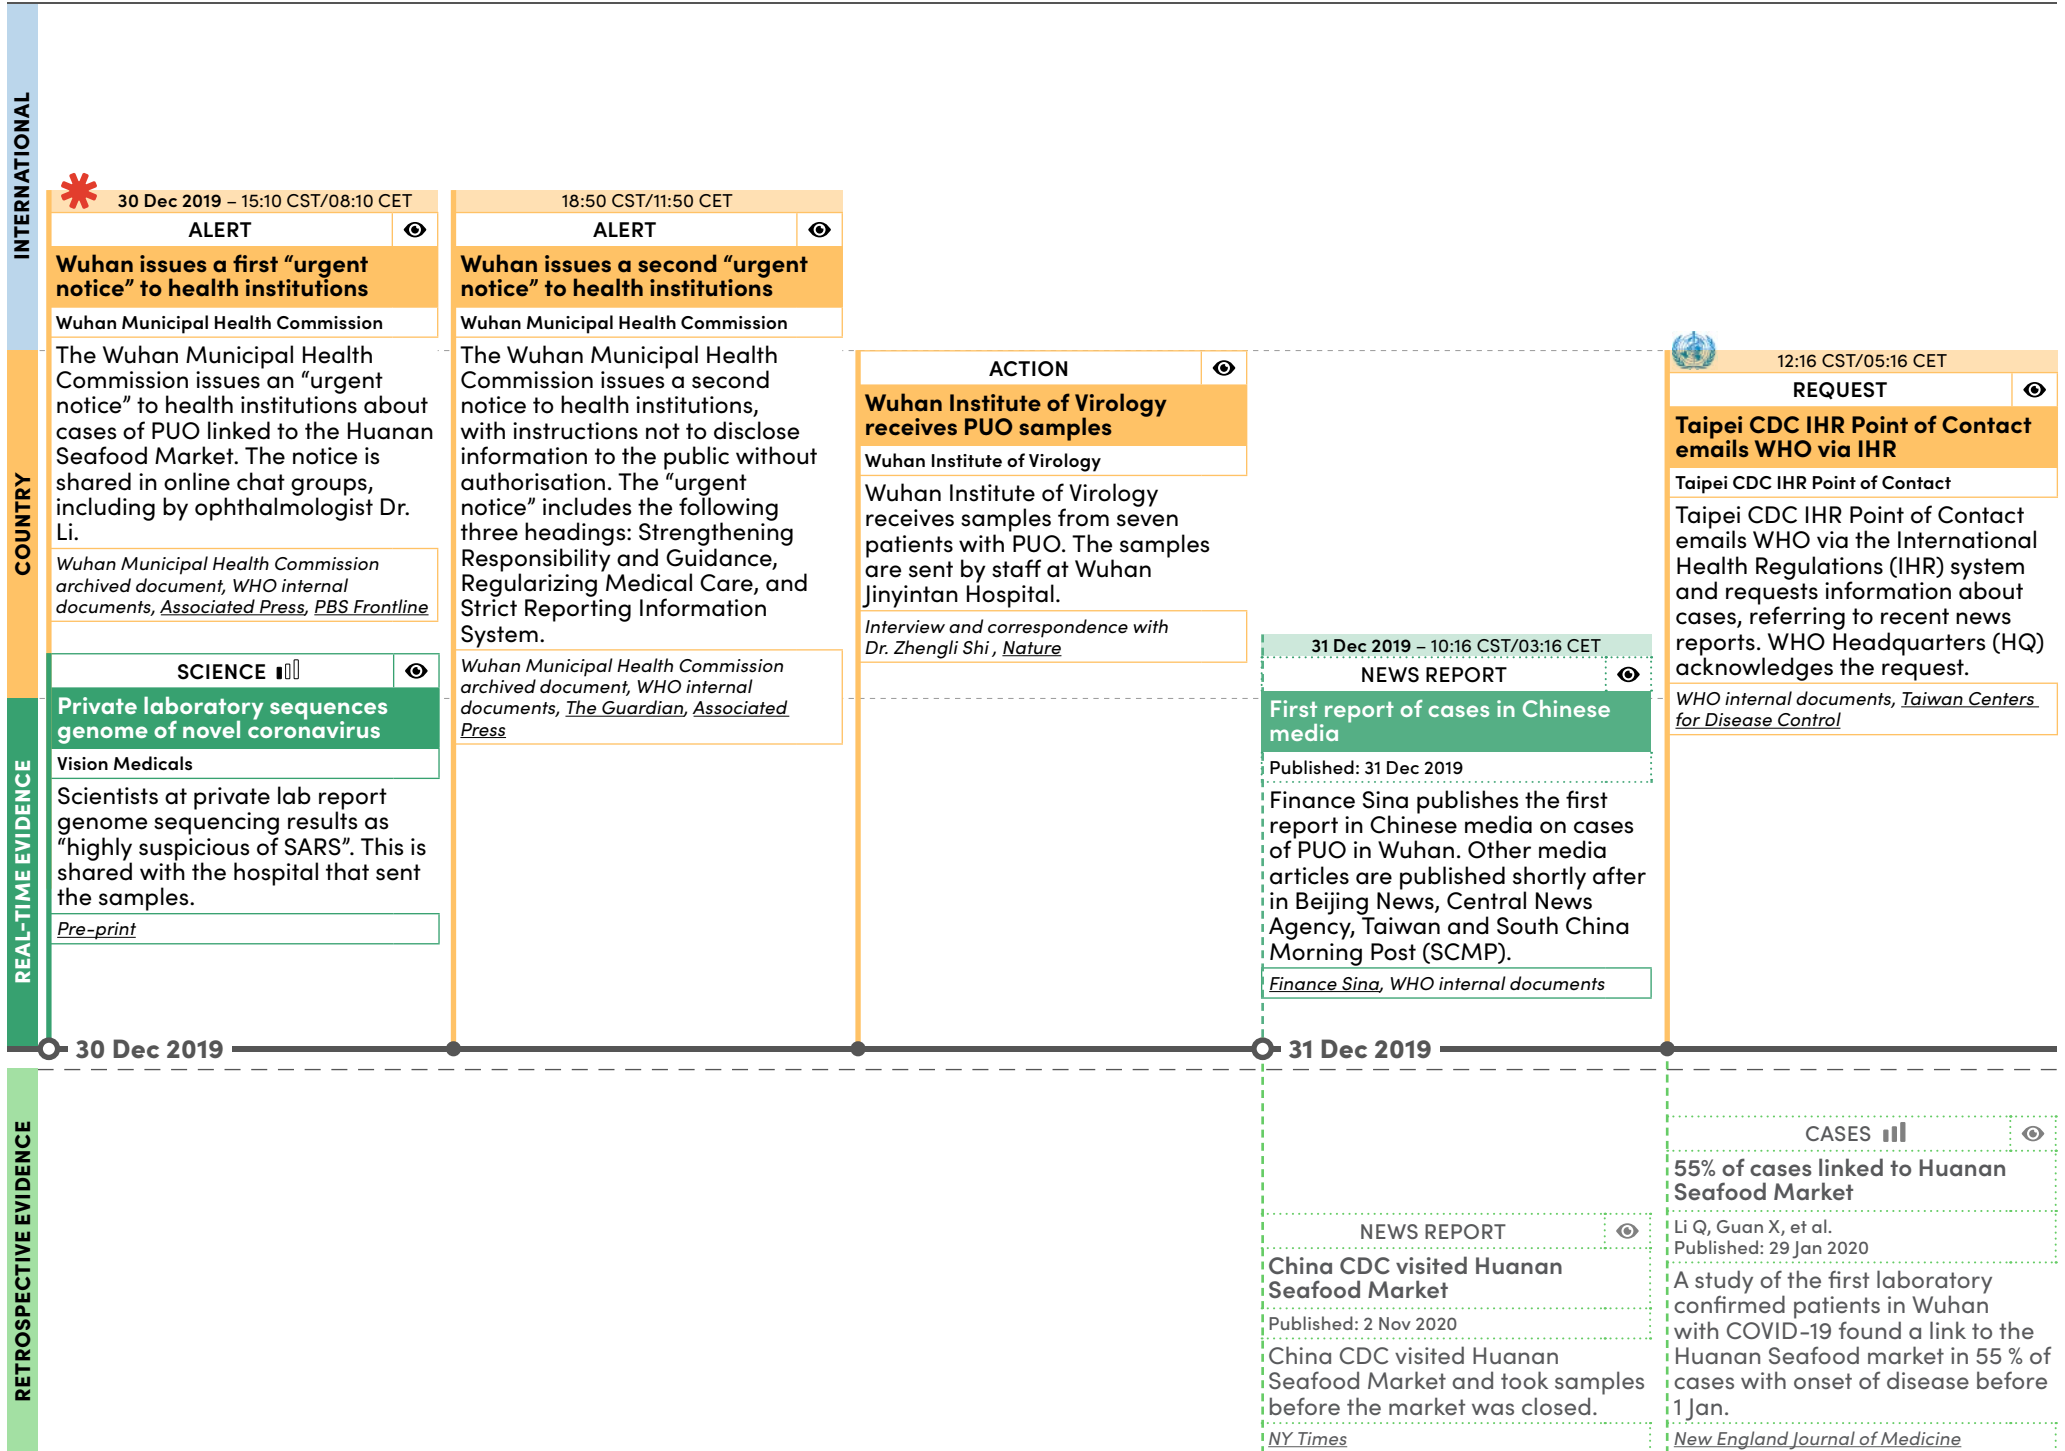 INTERNATIONAL
COUNTRY
REAL-TIME EVIDENCE
RETROSPECTIVE EVIDENCE
30 Dec 2019 – 15:10 CST/08:10 CET
ALERT
Wuhan issues a first “urgent
notice” to health institutions
Wuhan Municipal Health Commission
The Wuhan Municipal Health
Commission issues an “urgent
notice” to health institutions about
cases of PUO linked to the Huanan
Seafood Market. The notice is
shared in online chat groups,
including by ophthalmologist Dr.
Li.
Wuhan Municipal Health Commission
archived document, WHO internal
documents, Associated Press, PBS Frontline
SCIENCE
Private laboratory sequences
genome of novel coronavirus
Vision Medicals
Scientists at private lab report
genome sequencing results as
“highly suspicious of SARS”. This is
shared with the hospital that sent
the samples.
Pre-print
18:50 CST/11:50 CET
ALERT
Wuhan issues a second “urgent
notice” to health institutions
Wuhan Municipal Health Commission
The Wuhan Municipal Health
Commission issues a second
notice to health institutions,
with instructions not to disclose
information to the public without
authorisation. The “urgent
notice” includes the following
three headings: Strengthening
Responsibility and Guidance,
Regularizing Medical Care, and
Strict Reporting Information
System.
Wuhan Municipal Health Commission
archived document, WHO internal
documents, The Guardian, Associated
Press
ACTION
Wuhan Institute of Virology
receives PUO samples
Wuhan Institute of Virology
Wuhan Institute of Virology
receives samples from seven
patients with PUO. The samples
are sent by staff at Wuhan
Jinyintan Hospital.
Interview and correspondence with
Dr. Zhengli Shi , Nature
31 Dec 2019 – 10:16 CST/03:16 CET
NEWS REPORT
First report of cases in Chinese
media
Published: 31 Dec 2019
Finance Sina publishes the first
report in Chinese media on cases
of PUO in Wuhan. Other media
articles are published shortly after
in Beijing News, Central News
Agency, Taiwan and South China
Morning Post (SCMP).
Finance Sina, WHO internal documents
12:16 CST/05:16 CET
REQUEST
Taipei CDC IHR Point of Contact
emails WHO via IHR
Taipei CDC IHR Point of Contact
Taipei CDC IHR Point of Contact
emails WHO via the International
Health Regulations (IHR) system
and requests information about
cases, referring to recent news
reports. WHO Headquarters (HQ)
acknowledges the request.
WHO internal documents, Taiwan Centers
for Disease Control
30 Dec 2019
31 Dec 2019
NEWS REPORT
China CDC visited Huanan
Seafood Market
Published: 2 Nov 2020
China CDC visited Huanan
Seafood Market and took samples
before the market was closed.
NY Times
CASES
55% of cases linked to Huanan
Seafood Market
Li Q, Guan X, et al.
Published: 29 Jan 2020
A study of the first laboratory
confirmed patients in Wuhan
with COVID-19 found a link to the
Huanan Seafood market in 55 % of
cases with onset of disease before
1 Jan.
New England Journal of Medicine